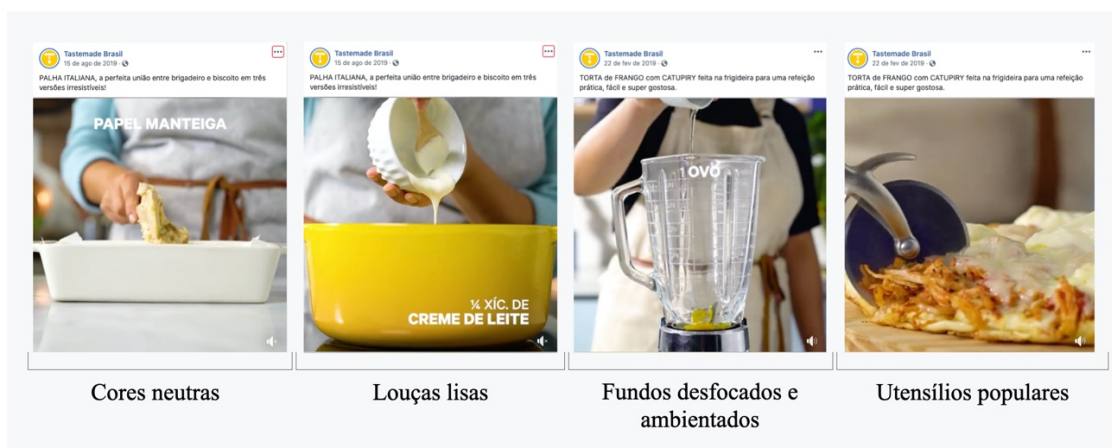 Tastemade Brasil
15 de ago de 2019 ·
PALHA ITALIANA, a perfeita união entre brigadeiro e biscoito em três
versões irresistíveis!
PAPEL MANTEIGA
Cores neutras
Tastemade Brasil
15 de ago de 2019 ·
PALHA ITALIANA, a perfeita união entre brigadeiro e biscoito em três
versões irresistíveis!
¼ XÍC. DE
CREME DE LEITE
Louças lisas
Tastemade Brasil
22 de fev de 2019 ·
TORTA de FRANGO com CATUPIRY feita na frigideira para uma refeição
prática, fácil e super gostosa.
1 OVO
Fundos desfocados e
ambientados
Tastemade Brasil
22 de fev de 2019 ·
TORTA de FRANGO com CATUPIRY feita na frigideira para uma refeição
prática, fácil e super gostosa.
Utensílios populares